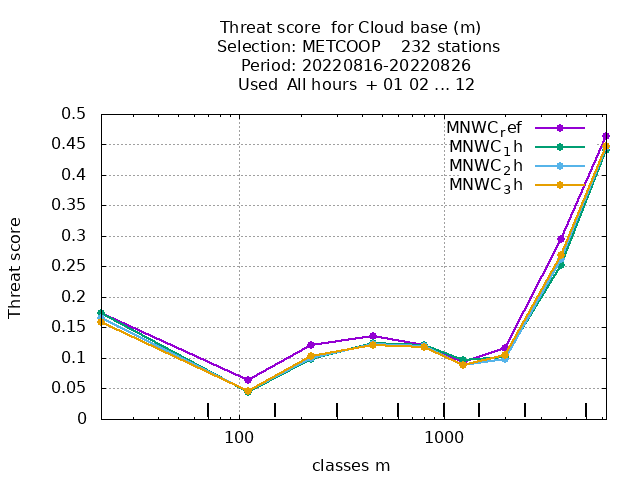 Threat score  for Cloud base (m)
Selection: METCOOP    232 stations
Period: 20220816-20220826
Used  All hours  + 01 02 ... 12
0.5
0.45
0.4
0.35
0.3
0.25
0.2
0.15
0.1
0.05
0
Threat score
MNWC_ref
MNWC_1h
MNWC_2h
MNWC_3h
100 1000
classes m